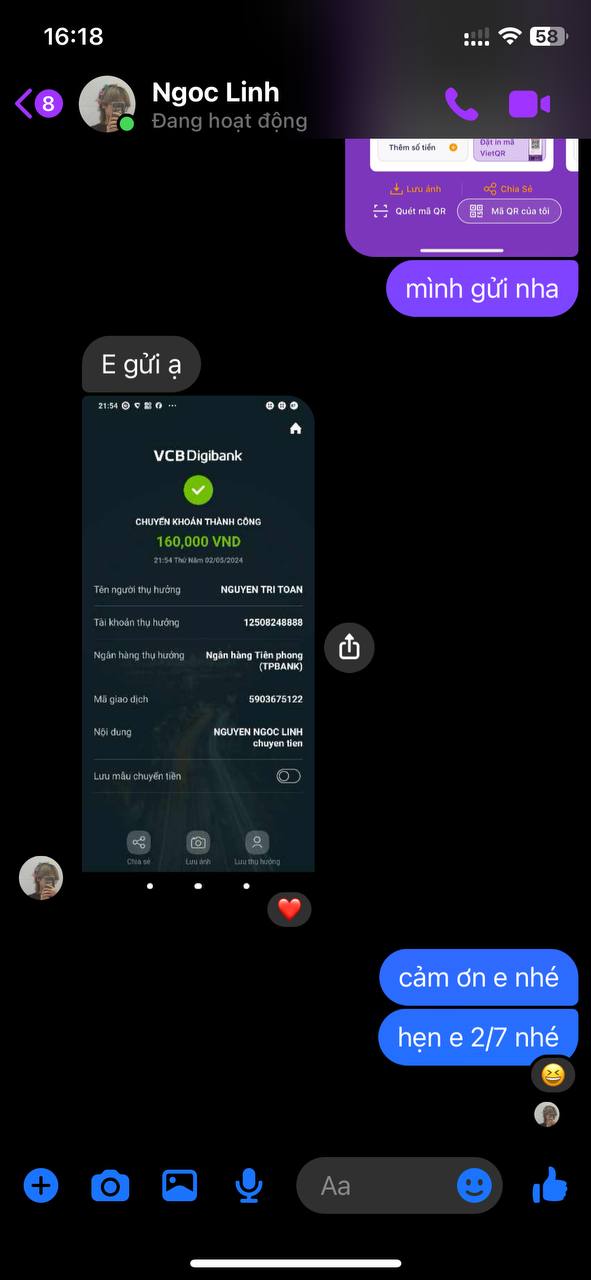 16:18
58
8
Ngoc Linh
Đang hoạt động
Thêm số tiền
Đặt in mã
VietQR
Lưu ảnh
Chia Sẻ
Quét mã QR
Mã QR của tôi
mình gửi nha
E gửi ạ
21:54
VCB Digibank
CHUYỂN KHOẢN THÀNH CÔNG
160,000 VND
21:54 Thứ Năm 02/05/2024
Tên người thụ hưởng NGUYEN TRI TOAN
Tài khoản thụ hưởng 12508248888
Ngân hàng thụ hưởng Ngân hàng Tiên phong
(TPBANK)
Mã giao dịch 5903675122
Nội dung NGUYEN NGOC LINH
chuyen tien
Lưu mẫu chuyển tiền
Chia sẻ
Lưu ảnh
Lưu thụ hưởng
cảm ơn e nhé
hẹn e 2/7 nhé
Aa